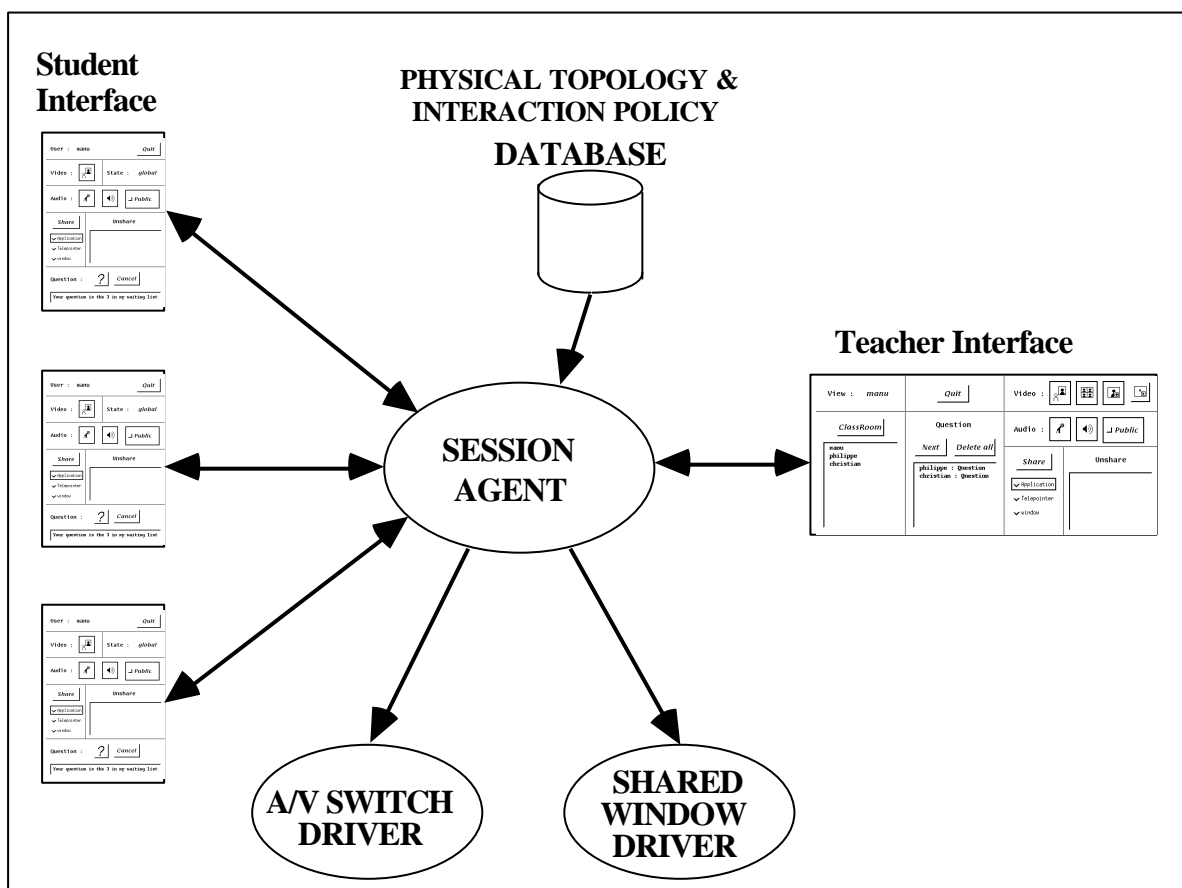 Student
Interface
PHYSICAL TOPOLOGY &
INTERACTION POLICY
DATABASE
User : manu Quit
Video : State : global
Audio : Public
Share Unshare
Application
Telepointer
window
Question : ? Cancel
Your question in the 3 in my waiting list
User : manu Quit
Video : State : global
Audio : Public
Share Unshare
Application
Telepointer
window
Question : ? Cancel
Your question in the 3 in my waiting list
User : manu Quit
Video : State : global
Audio : Public
Share Unshare
Application
Telepointer
window
Question : ? Cancel
Your question in the 3 in my waiting list
SESSION
AGENT
Teacher Interface
View : manu Quit Video :
ClassRoom Question Audio : Public
Next Delete all
manu
philippe
christian
philippe : Question
christian : Question
Share Unshare
Application
Telepointer
window
A/V SWITCH
DRIVER
SHARED
WINDOW
DRIVER